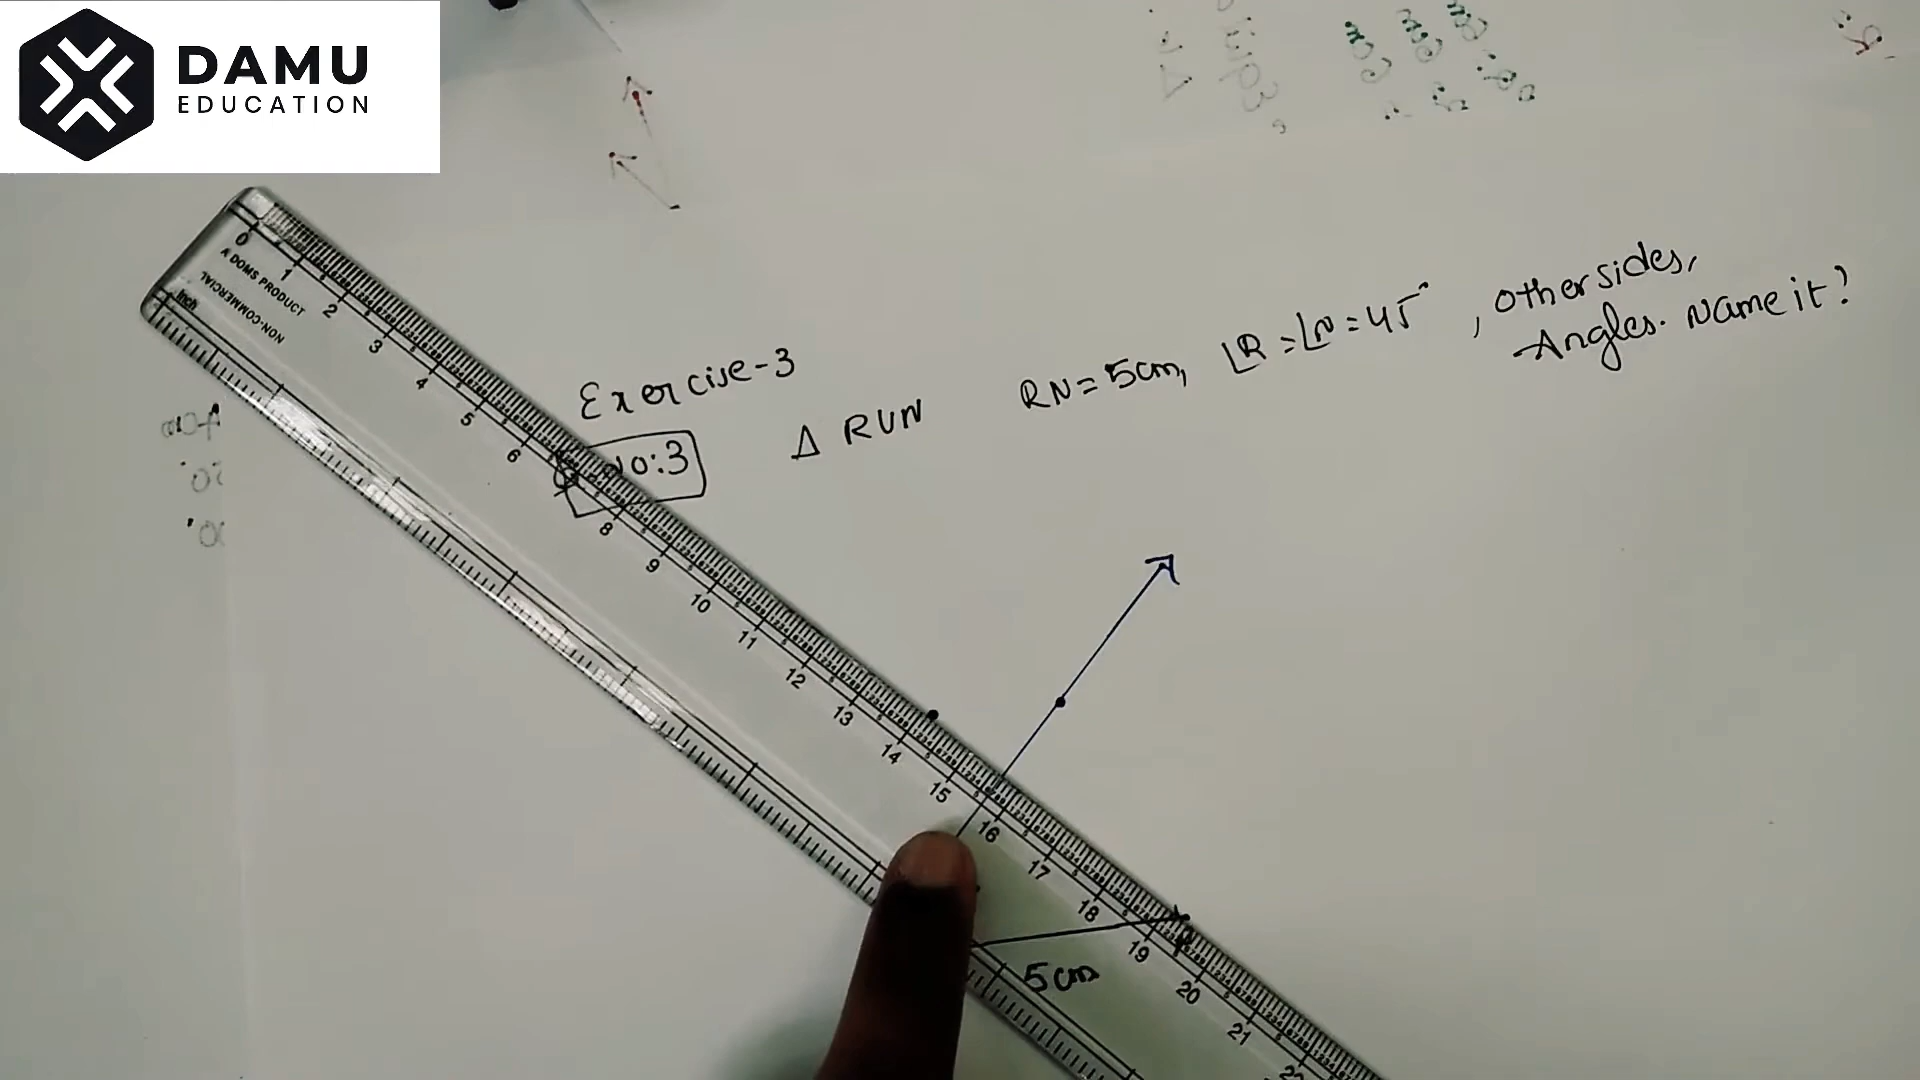 DAMU
EDUCATION
0 1 2 3 4 5 6 8 9 10 11 12 13 14 15 16 17 18 19 20 21
A DOMS PRODUCT
NON-COMMERCIAL
Inch
Exercise-3
No:3
Δ RUN RN = 5cm, ∠R = ∠N = 45° , other sides,
Angles. Name it?
5cm